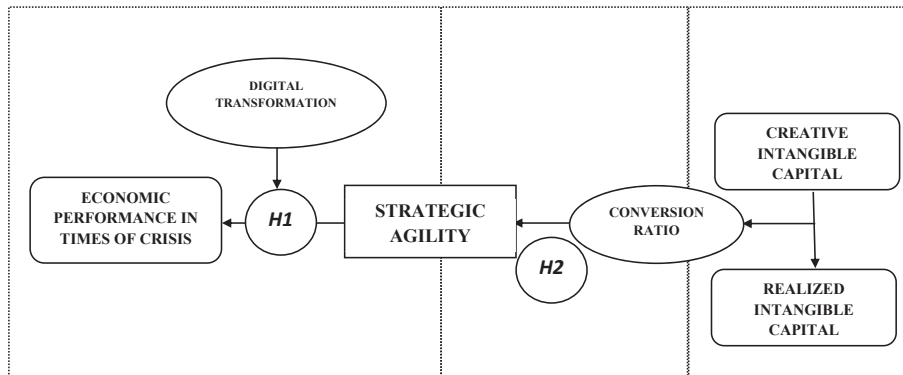 DIGITAL
TRANSFORMATION
ECONOMIC
PERFORMANCE IN
TIMES OF CRISIS
H1
STRATEGIC
AGILITY
H2
CONVERSION
RATIO
CREATIVE
INTANGIBLE
CAPITAL
REALIZED
INTANGIBLE
CAPITAL